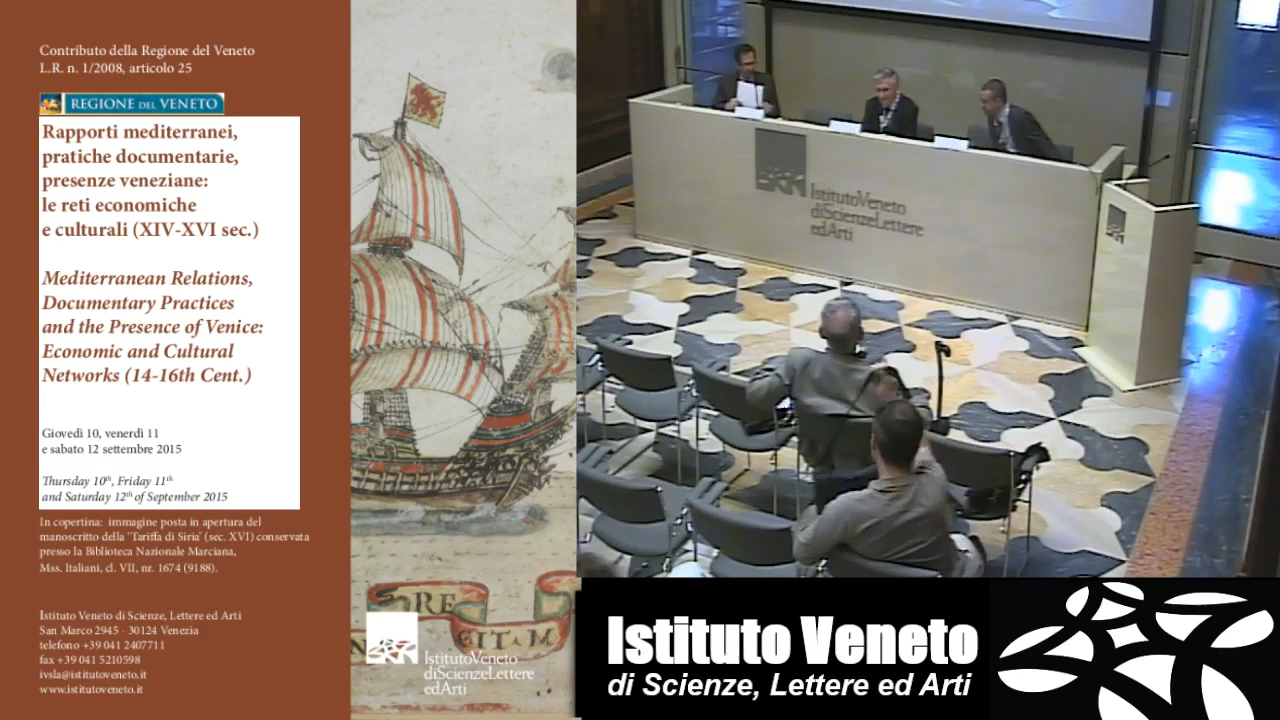 Contributo della Regione del Veneto
L.R. n. 1/2008, articolo 25
REGIONE DEL VENETO
Rapporti mediterranei,
pratiche documentarie,
presenze veneziane:
le reti economiche
e culturali (XIV-XVI sec.)
Mediterranean Relations,
Documentary Practices
and the Presence of Venice:
Economic and Cultural
Networks (14-16th Cent.)
Giovedì 10, venerdì 11
e sabato 12 settembre 2015
Thursday 10th, Friday 11th
and Saturday 12th of September 2015
In copertina: immagine posta in apertura del
manoscritto della 'Tariffa di Siria' (sec. XVI) conservata
presso la Biblioteca Nazionale Marciana,
Mss. Italiani, cl. VII, nr. 1674 (9188).
Istituto Veneto di Scienze, Lettere ed Arti
San Marco 2945 - 30124 Venezia
telefono +39 041 2407711
fax +39 041 5210598
ivsla@istitutoveneto.it
www.istitutoveneto.it
RE
EIT A M
IstitutoVeneto
diScienzeLettere
edArti
IstitutoVeneto
diScienzeLettere
edArti
Istituto Veneto
di Scienze, Lettere ed Arti